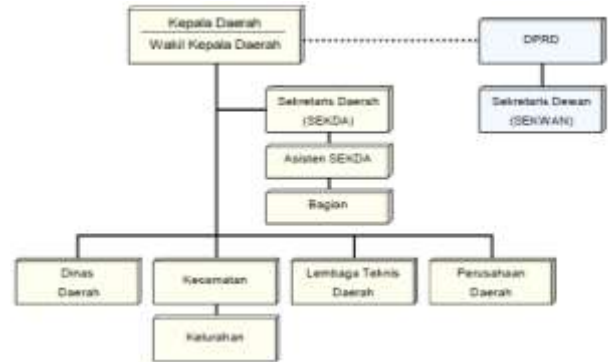 Kepala Daerah
Wakil Kepala Daerah
DPRD
Sekretaris Daerah
(SEKDA)
Sekretaris Dewan
(SEKWAN)
Asisten SEKDA
Bagian
Dinas
Daerah
Kecamatan
Lembaga Teknis
Daerah
Perusahaan
Daerah
Kelurahan